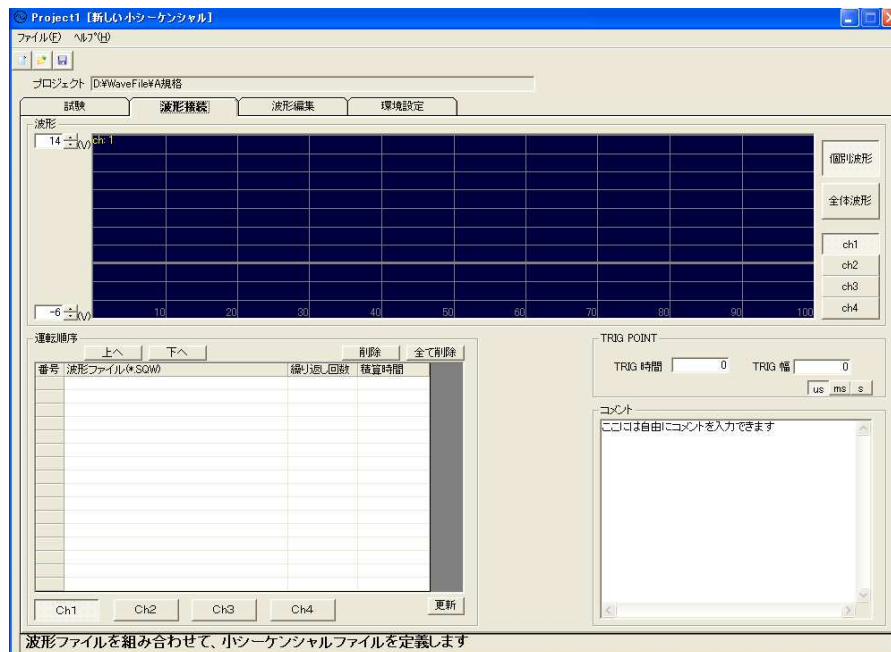 Project1 [新しい小シーケンシャル]
ファイル(F) ヘルプ(H)
プロジェクト D:¥WaveFile¥A規格
試験 波形接続 波形編集 環境設定
波形
14 (V) ch: 1
個別波形
全体波形
ch1
ch2
ch3
ch4
-6 (V) 10 20 30 40 50 60 70 80 90 100
運転順序
上へ 下へ 削除 全て削除
番号 波形ファイル(*.SQW) 繰り返し回数 積算時間
Ch1 Ch2 Ch3 Ch4 更新
TRIG POINT
TRIG 時間 0 TRIG 幅 0
us ms s
コメント
ここには自由にコメントを入力できます
波形ファイルを組み合わせて、小シーケンシャルファイルを定義します